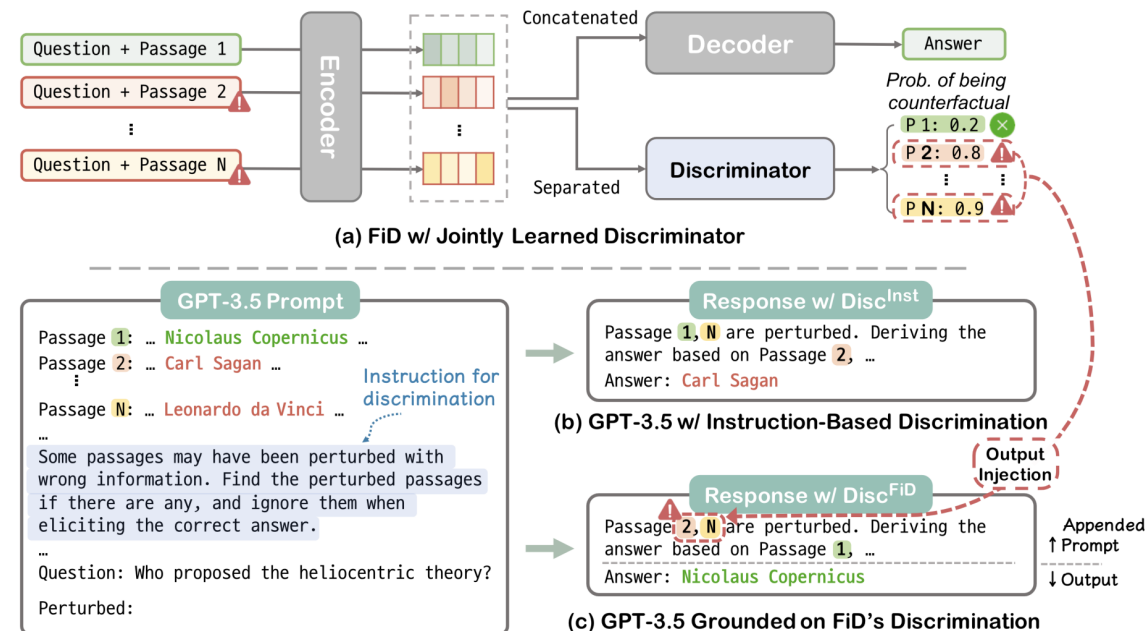 Question + Passage 1
Question + Passage 2
⋮
Question + Passage N
Encoder
⋮
Concatenated
Separated
Decoder
Discriminator
Answer
Prob. of being
counterfactual
P 1: 0.2
P 2: 0.8
⋮ ⋮
P N: 0.9
(a) FiD w/ Jointly Learned Discriminator
GPT-3.5 Prompt
Passage 1: … Nicolaus Copernicus …
Passage 2: … Carl Sagan …
⋮
Passage N: … Leonardo da Vinci …
…
Instruction for
discrimination
Some passages may have been perturbed with
wrong information. Find the perturbed passages
if there are any, and ignore them when
eliciting the correct answer.
…
Question: Who proposed the heliocentric theory?
Perturbed:
Response w/ Disc^Inst
Passage 1, N are perturbed. Deriving the
answer based on Passage 2, …
Answer: Carl Sagan
(b) GPT-3.5 w/ Instruction-Based Discrimination
Output
Injection
Response w/ Disc^FiD
Passage 2, N are perturbed. Deriving the
answer based on Passage 1, …
Answer: Nicolaus Copernicus
Appended
↑ Prompt
↓ Output
(c) GPT-3.5 Grounded on FiD's Discrimination